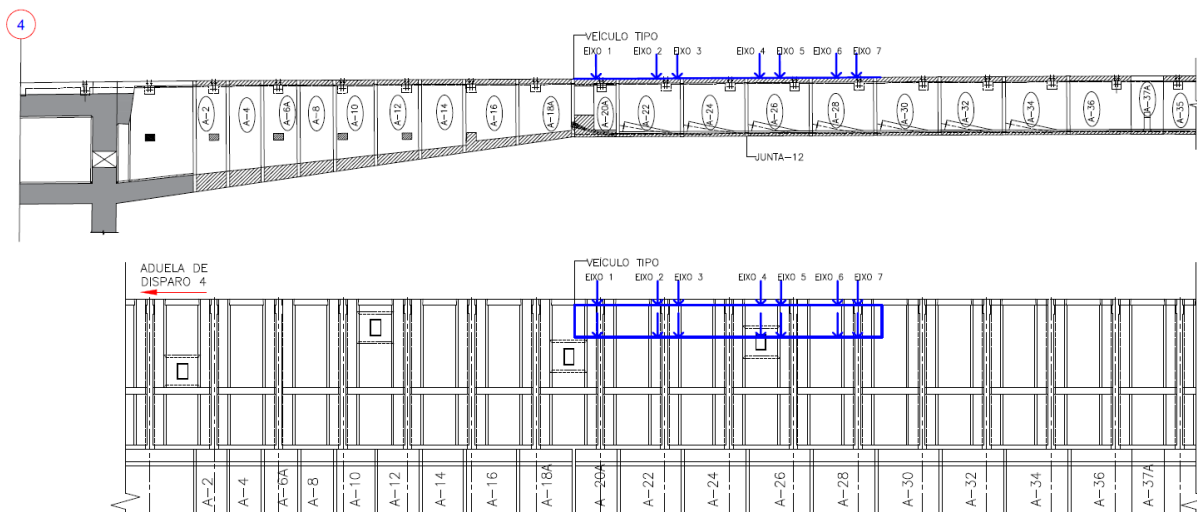 4
VEÍCULO TIPO
EIXO 1 EIXO 2 EIXO 3 EIXO 4 EIXO 5 EIXO 6 EIXO 7
A-2 A-4 A-6A A-8 A-10 A-12 A-14 A-16 A-18A A-20A A-22 A-24 A-26 A-28 A-30 A-32 A-34 A-36 A-37A A-35
JUNTA-12
VEÍCULO TIPO
ADUELA DE
DISPARO 4
EIXO 1 EIXO 2 EIXO 3 EIXO 4 EIXO 5 EIXO 6 EIXO 7
A-2 A-4 A-6A A-8 A-10 A-12 A-14 A-16 A-18A A-20A A-22 A-24 A-26 A-28 A-30 A-32 A-34 A-36 A-37A